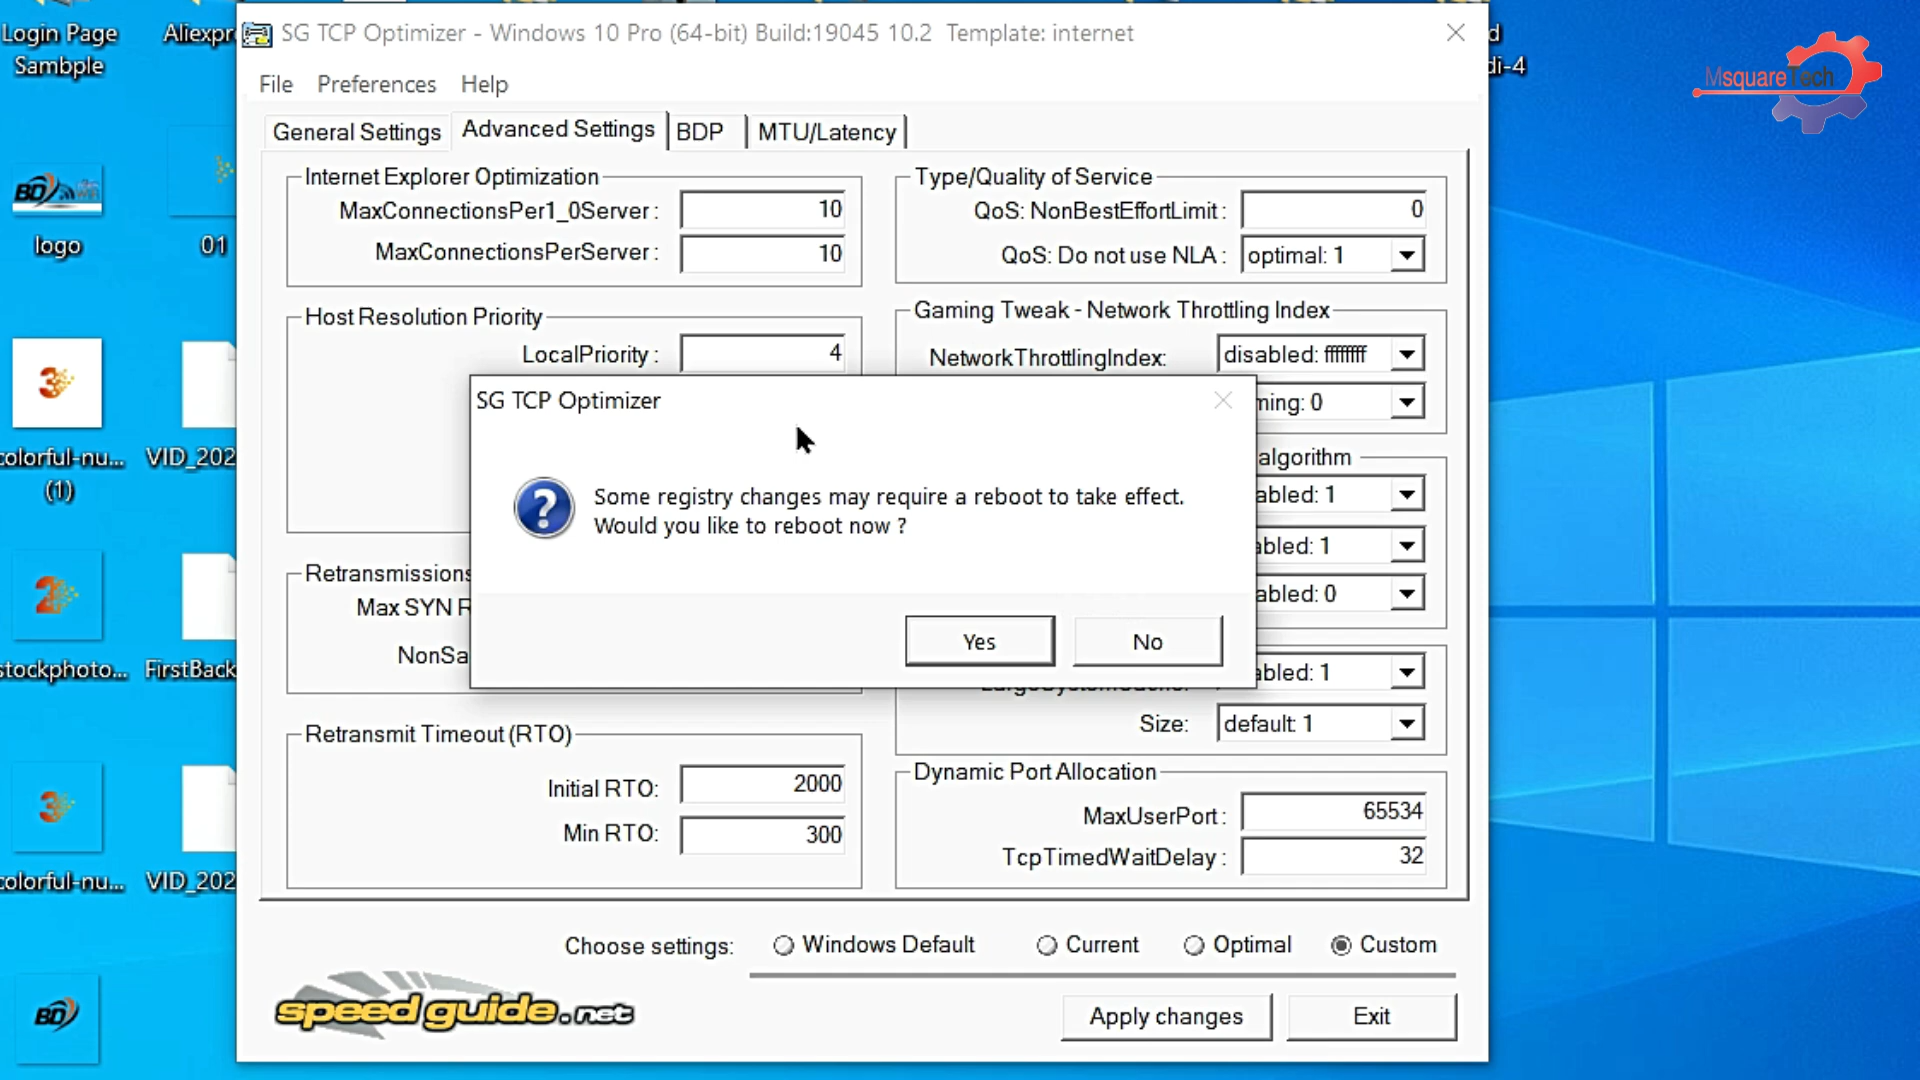 Login Page
Sambple
logo
01
colorful-nu...
(1)
VID_202
stockphoto...
FirstBack
colorful-nu...
VID_202
BD
SG TCP Optimizer - Windows 10 Pro (64-bit) Build:19045 10.2 Template: internet
File Preferences Help
General Settings Advanced Settings BDP MTU/Latency
Internet Explorer Optimization
MaxConnectionsPer1_0Server : 10
MaxConnectionsPerServer : 10
Host Resolution Priority
LocalPriority : 4
Retransmissions
Max SYN R
NonSa
Retransmit Timeout (RTO)
Initial RTO: 2000
Min RTO: 300
Type/Quality of Service
QoS: NonBestEffortLimit : 0
QoS: Do not use NLA : optimal: 1
Gaming Tweak - Network Throttling Index
NetworkThrottlingIndex: disabled: ffffffff
ming: 0
algorithm
abled: 1
abled: 1
abled: 0
abled: 1
Size: default: 1
Dynamic Port Allocation
MaxUserPort : 65534
TcpTimedWaitDelay : 32
SG TCP Optimizer
Some registry changes may require a reboot to take effect.
Would you like to reboot now ?
Yes No
Choose settings: Windows Default Current Optimal Custom
speed guide.net
Apply changes Exit
di-4
MsquareTech